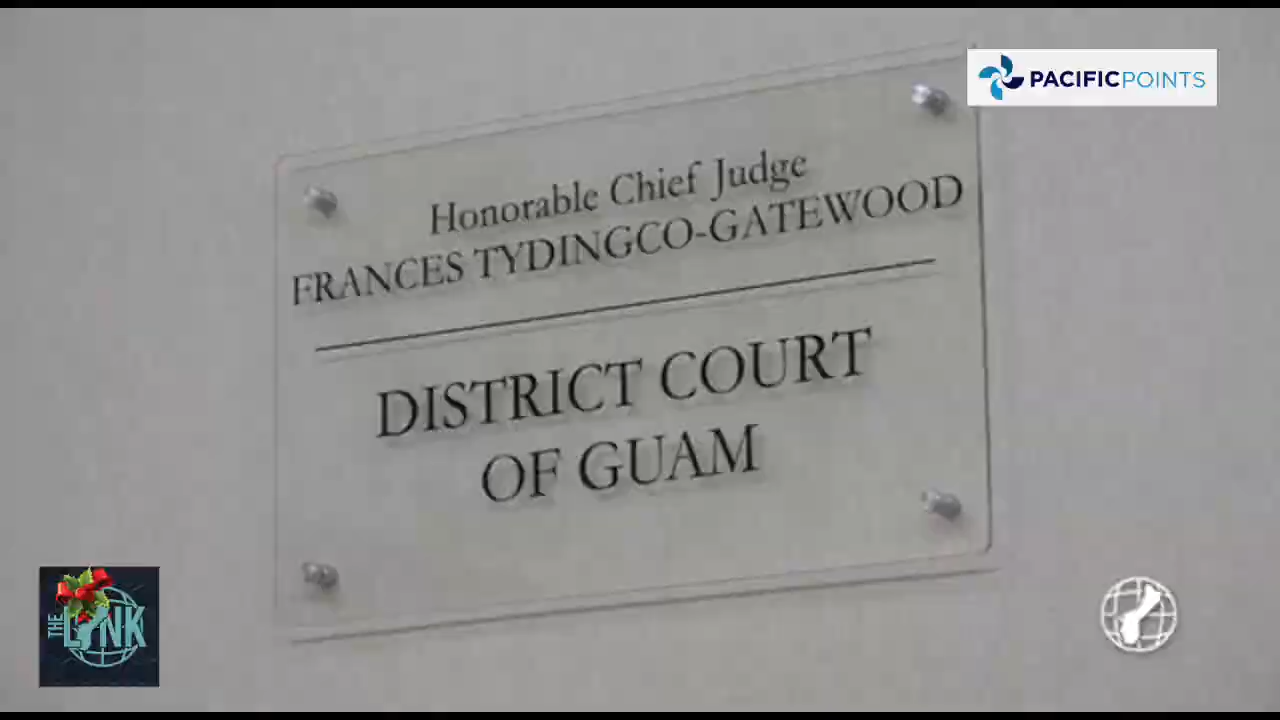 PACIFICPOINTS
Honorable Chief Judge
FRANCES TYDINGCO-GATEWOOD
DISTRICT COURT
OF GUAM
THE LINK